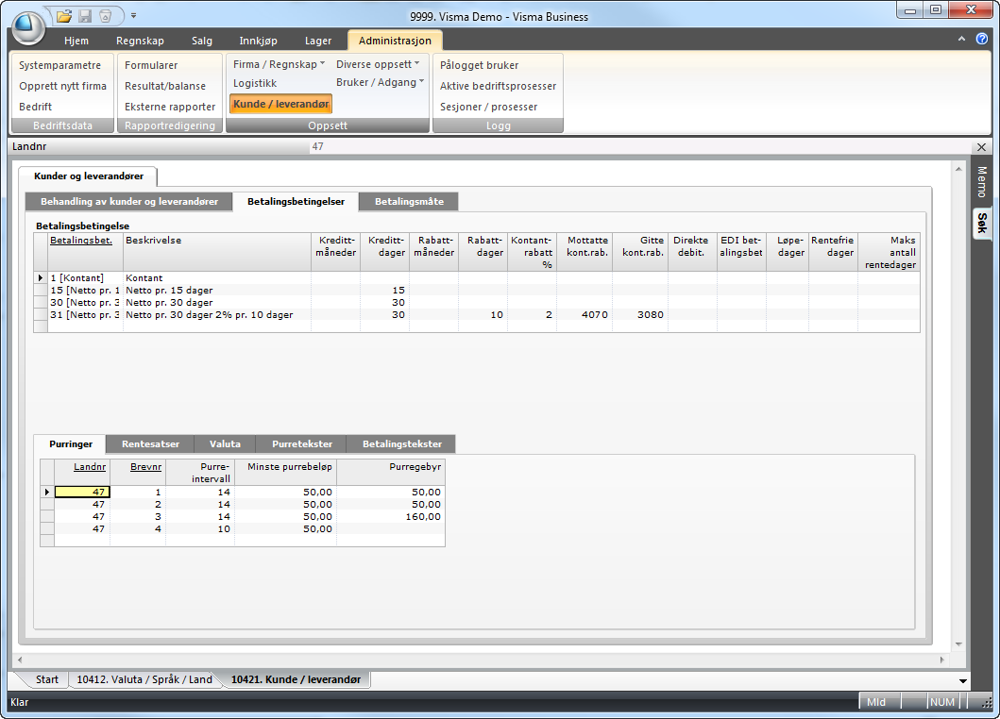 9999. Visma Demo - Visma Business
Hjem Regnskap Salg Innkjøp Lager Administrasjon
Systemparametre Formularer Firma / Regnskap Diverse oppsett Pålogget bruker
Opprett nytt firma Resultat/balanse Logistikk Bruker / Adgang Aktive bedriftsprosesser
Bedrift Eksterne rapporter Kunde / leverandør Sesjoner / prosesser
Bedriftsdata Rapportredigering Oppsett Logg
Landnr 47
Memo
Søk
Kunder og leverandører
Behandling av kunder og leverandører Betalingsbetingelser Betalingsmåte
Betalingsbetingelse
Betalingsbet. Beskrivelse Kreditt- Kreditt- Rabatt- Rabatt- Kontant- Mottatte Gitte Direkte EDI bet- Løpe- Rentefrie Maks
måneder dager måneder dager rabatt kont.rab. kont.rab. debit. alingsbet dager dager antall
% rentedager
1 [Kontant] Kontant
15 [Netto pr. 1 Netto pr. 15 dager 15
30 [Netto pr. 3 Netto pr. 30 dager 30
31 [Netto pr. 3 Netto pr. 30 dager 2% pr. 10 dager 30 10 2 4070 3080
Purringer Rentesatser Valuta Purretekster Betalingstekster
Landnr Brevnr Purre- Minste purrebeløp Purregebyr
intervall
47 1 14 50,00 50,00
47 2 14 50,00 50,00
47 3 14 50,00 160,00
47 4 10 50,00
Start 10412. Valuta / Språk / Land 10421. Kunde / leverandør
Klar MId NUM